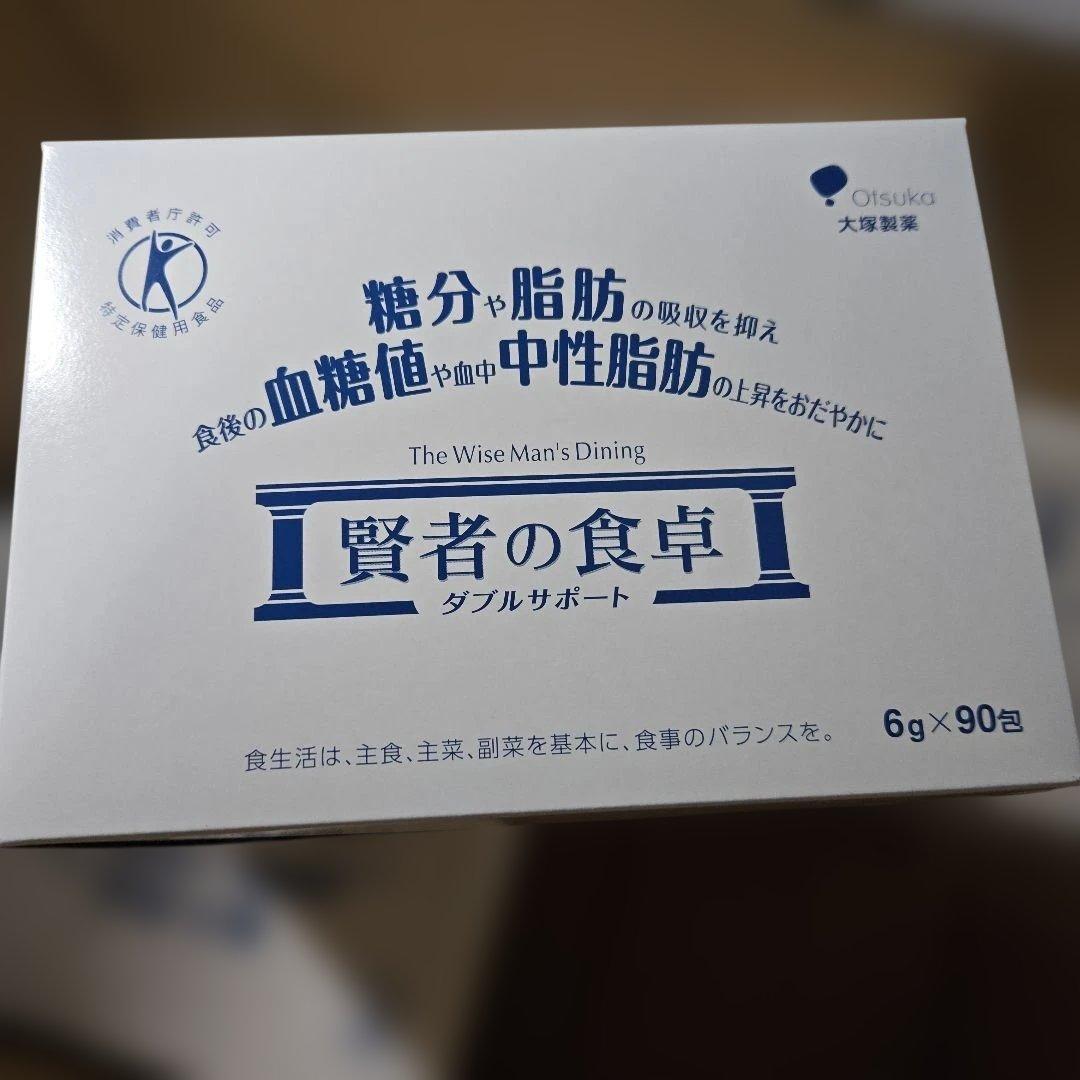 消費者庁許可
特定保健用食品
Otsuka
大塚製薬
糖分や脂肪の吸収を抑え
食後の血糖値や血中中性脂肪の上昇をおだやかに
The Wise Man's Dining
賢者の食卓
ダブルサポート
食生活は、主食、主菜、副菜を基本に、食事のバランスを。
6g×90包